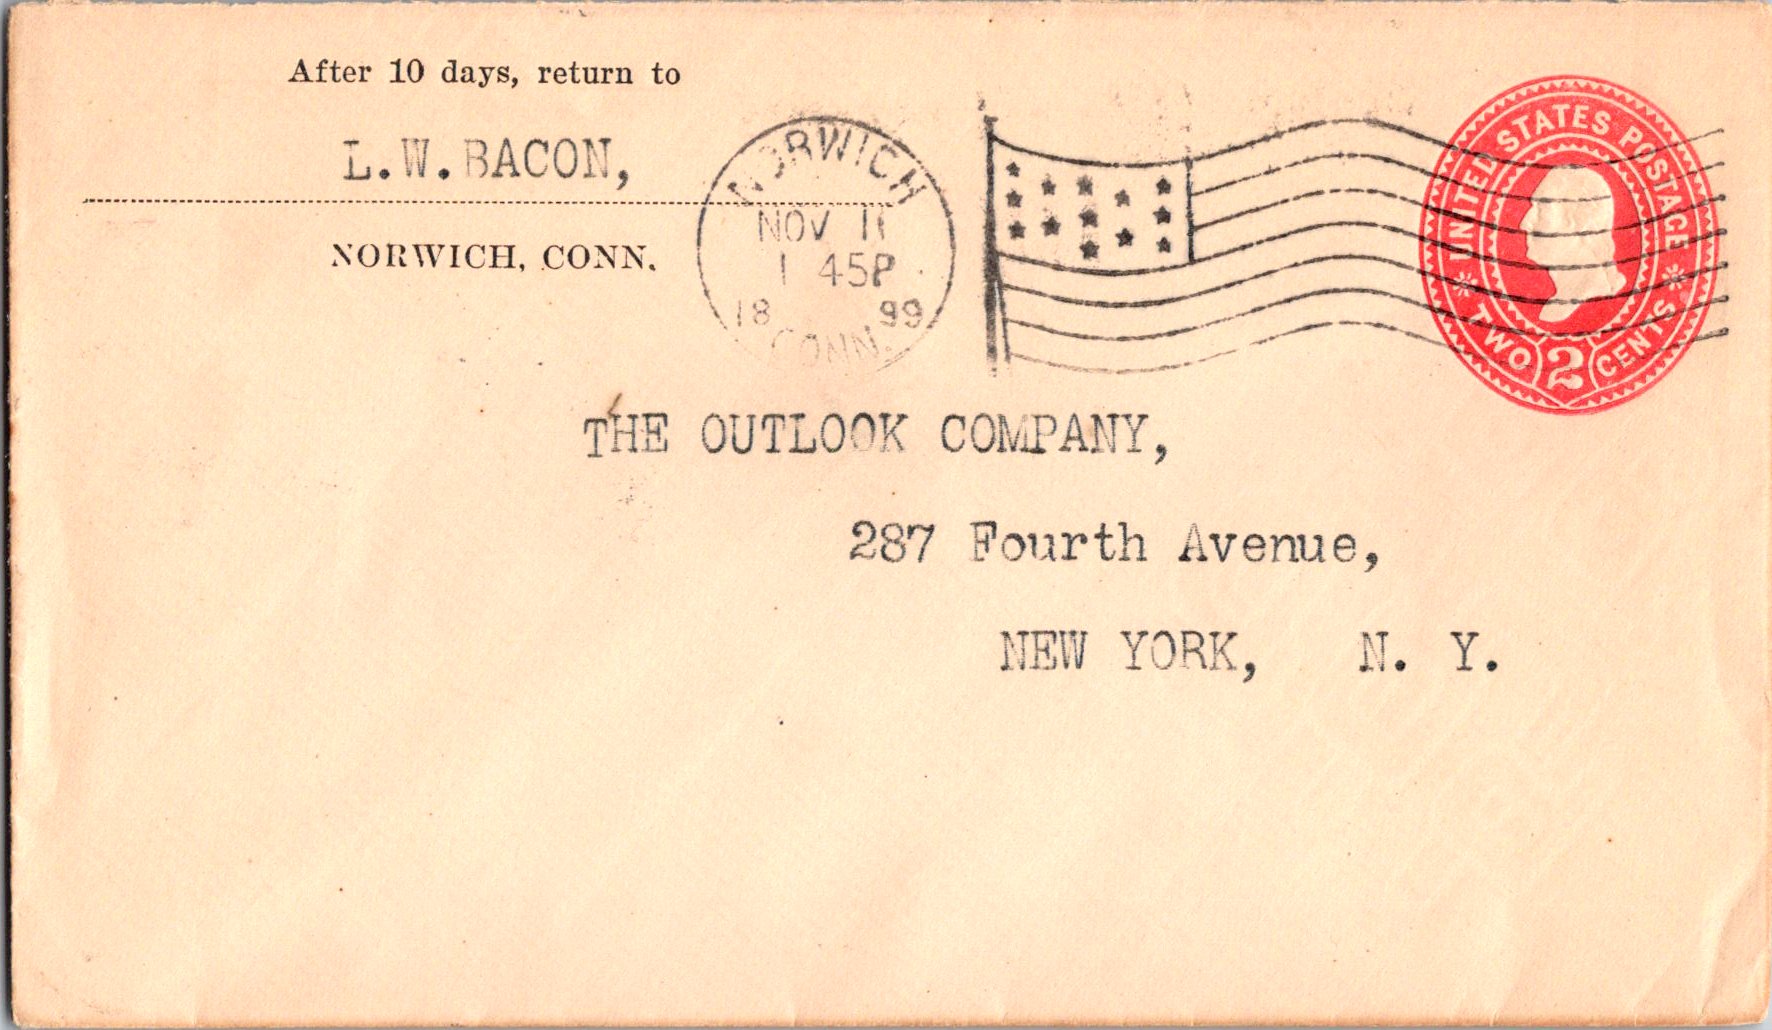 After 10 days, return to
L.W.BACON,
NORWICH, CONN.
NORWICH
NOV 11
1 45P
18 99
CONN.
UNITED STATES POSTAGE
TWO 2 CENTS
THE OUTLOOK COMPANY,
287 Fourth Avenue,
NEW YORK, N. Y.